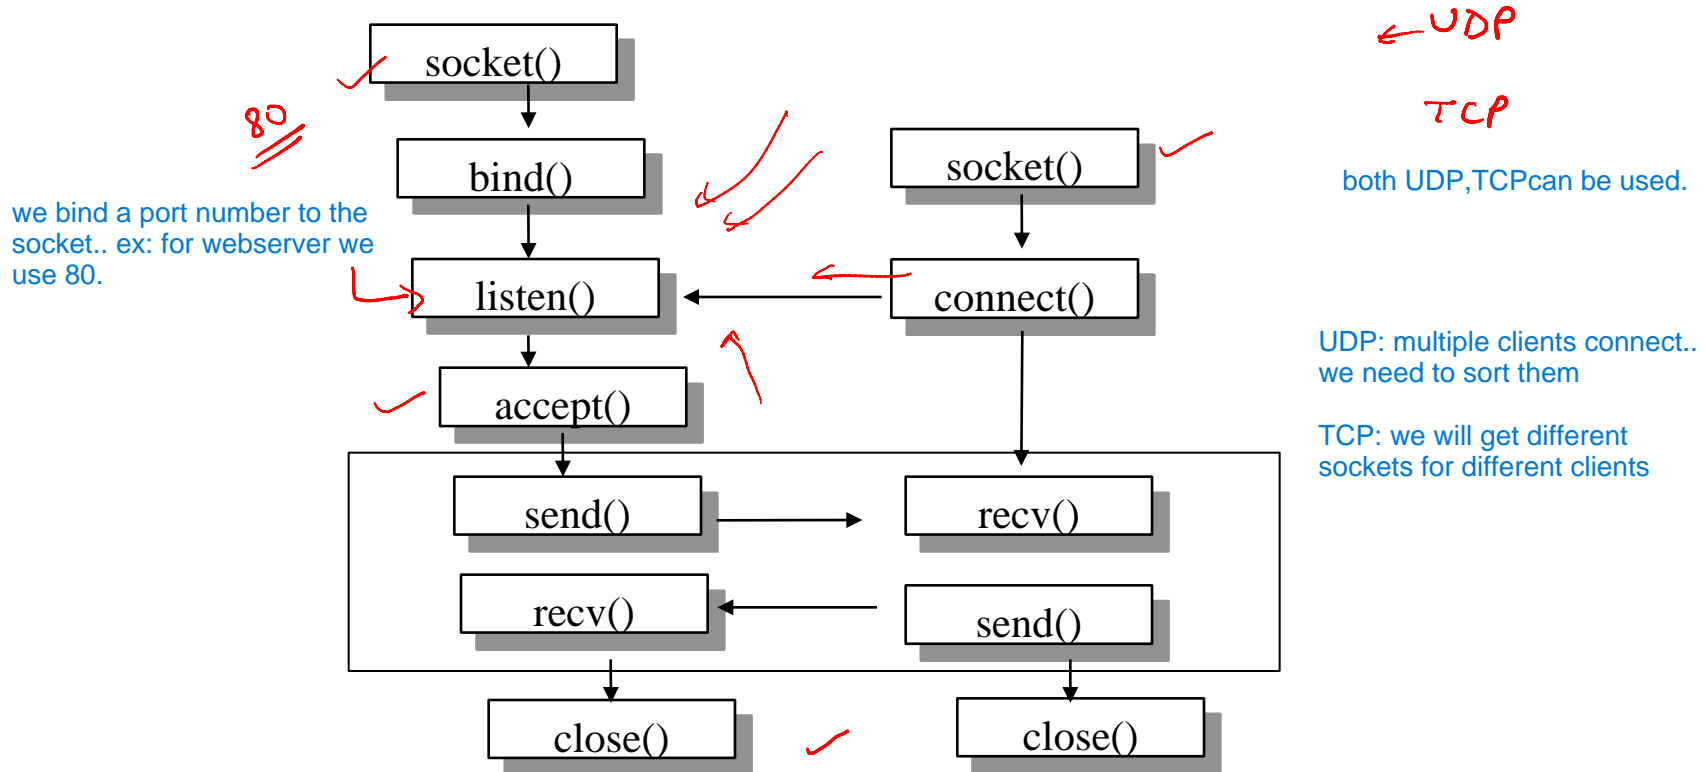 socket()
80
bind()
we bind a port number to the
socket.. ex: for webserver we
use 80.
listen()
accept()
send()
recv()
close()
socket()
connect()
recv()
send()
close()
UDP
TCP
both UDP,TCPcan be used.
UDP: multiple clients connect..
we need to sort them
TCP: we will get different
sockets for different clients